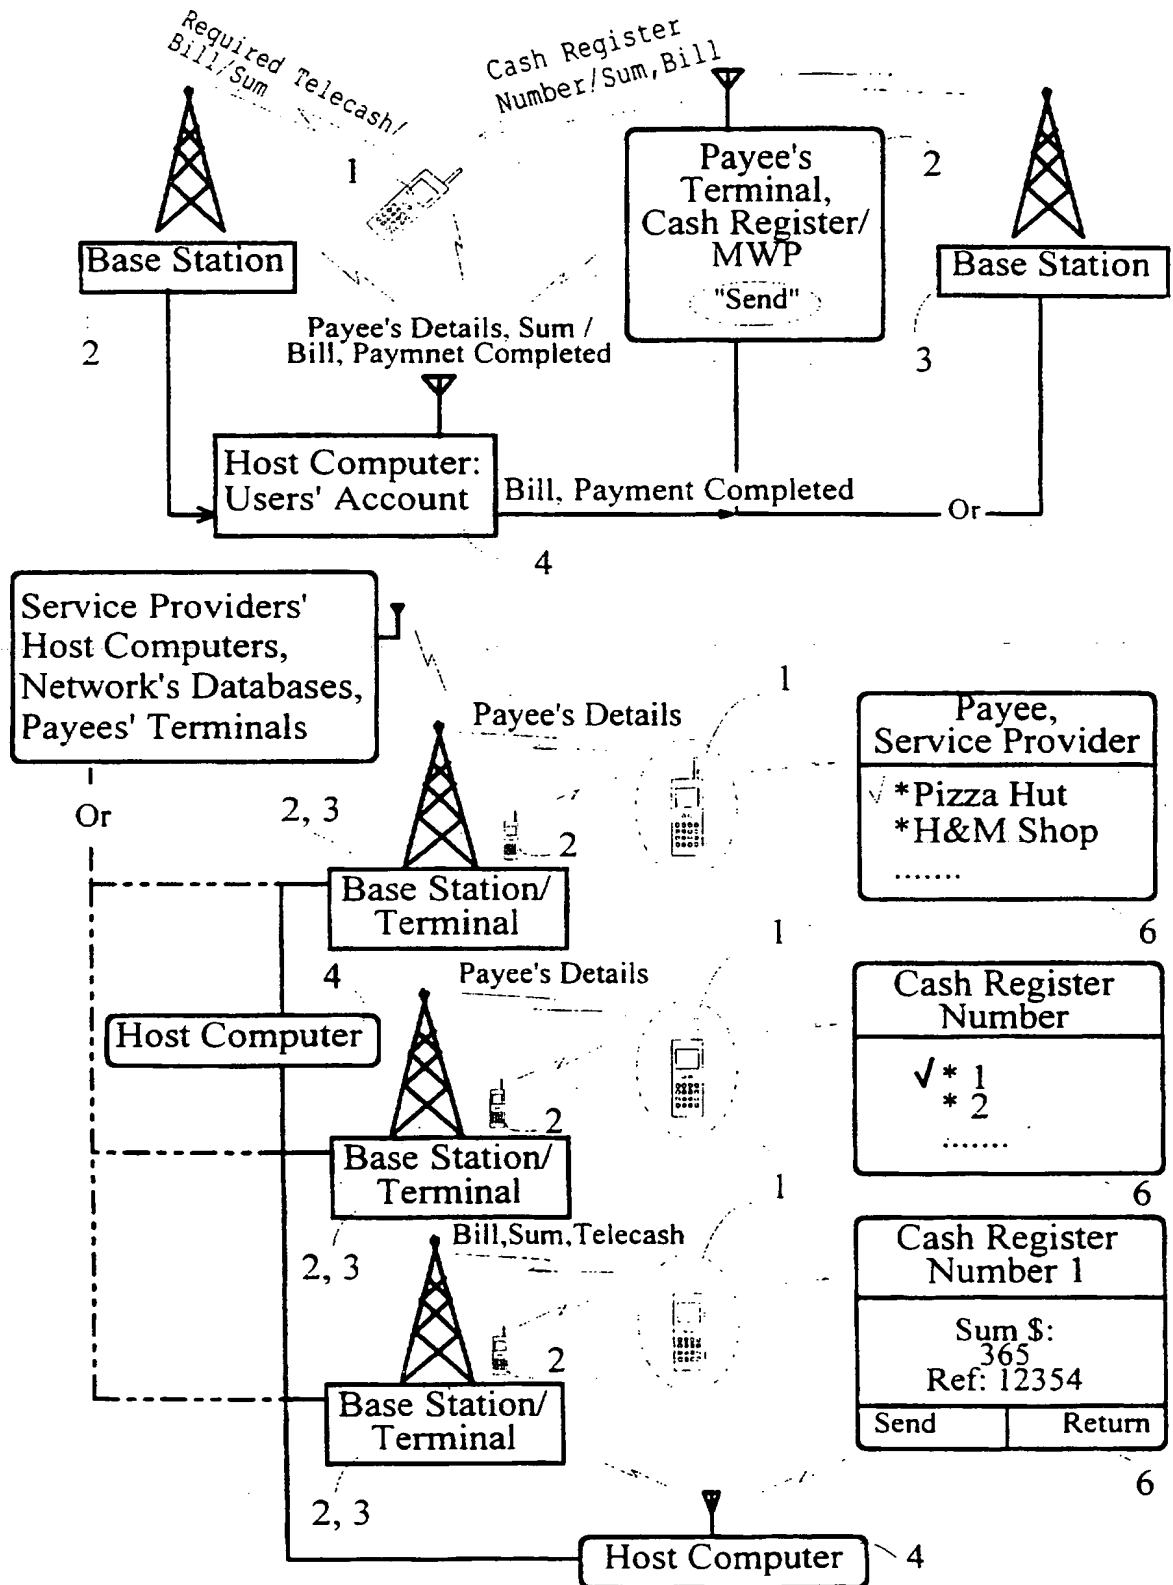 Required Telecash/
Bill/Sum
Cash Register
Number/Sum,Bill
1
Payee's
Terminal,
Cash Register/
MWP
"Send"
2
Base Station
Base Station
2
3
Payee's Details, Sum /
Bill, Paymnet Completed
Host Computer:
Users' Account
Bill, Payment Completed
Or
4
Service Providers'
Host Computers,
Network's Databases,
Payees' Terminals
Or
Payee's Details
1
Payee,
Service Provider
√ *Pizza Hut
*H&M Shop
.......
6
2, 3
2
Base Station/
Terminal
4
Payee's Details
1
Cash Register
Number
√ * 1
* 2
.......
6
Host Computer
2
Base Station/
Terminal
2, 3
Bill,Sum,Telecash
1
Cash Register
Number 1
Sum $:
365
Ref: 12354
Send
Return
6
2
Base Station/
Terminal
2, 3
Host Computer
4